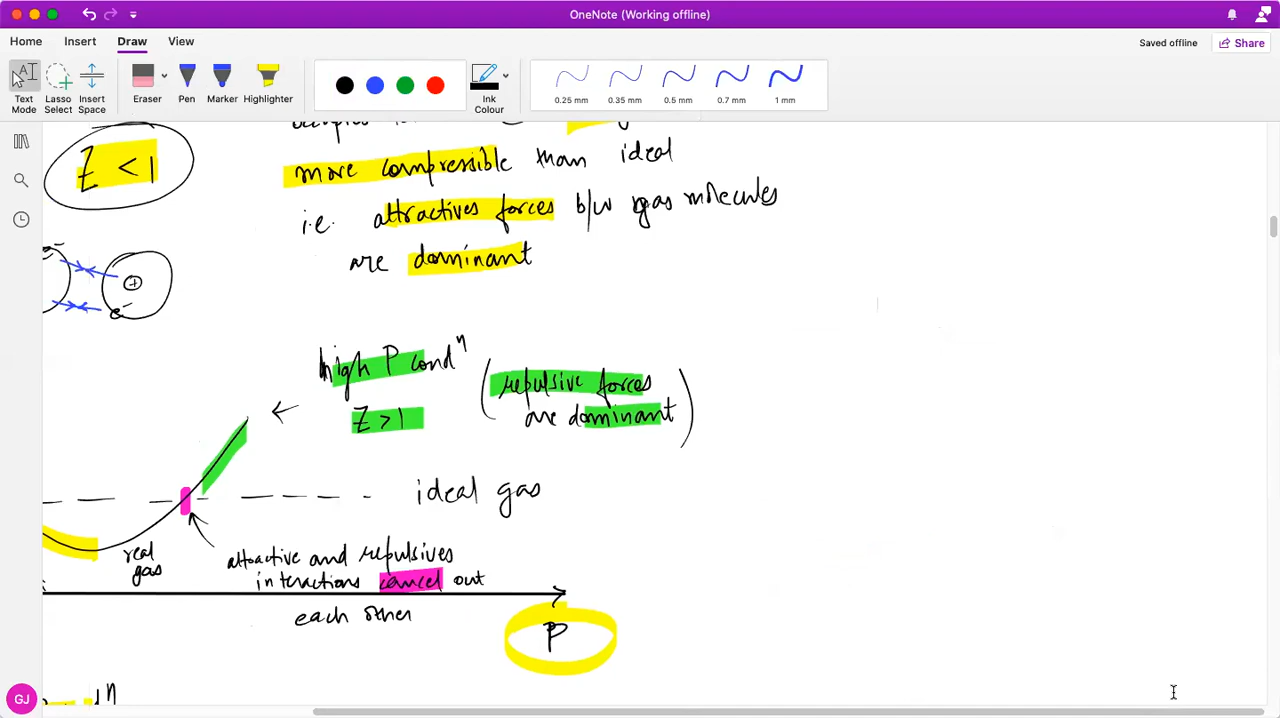 OneNote (Working offline)
Home Insert Draw View
Saved offline
Share
Text Mode
Lasso Select
Insert Space
Eraser
Pen
Marker
Highlighter
Ink Colour
0.25 mm 0.35 mm 0.5 mm 0.7 mm 1 mm
Z < 1
more compressible than ideal
i.e. attractives forces b/w gas molecules
are dominant
+
e⁻
high P condⁿ
Z > 1
(repulsive forces
are dominant)
ideal gas
real
gas
attractive and repulsives
interactions cancel out
each other
P
GJ